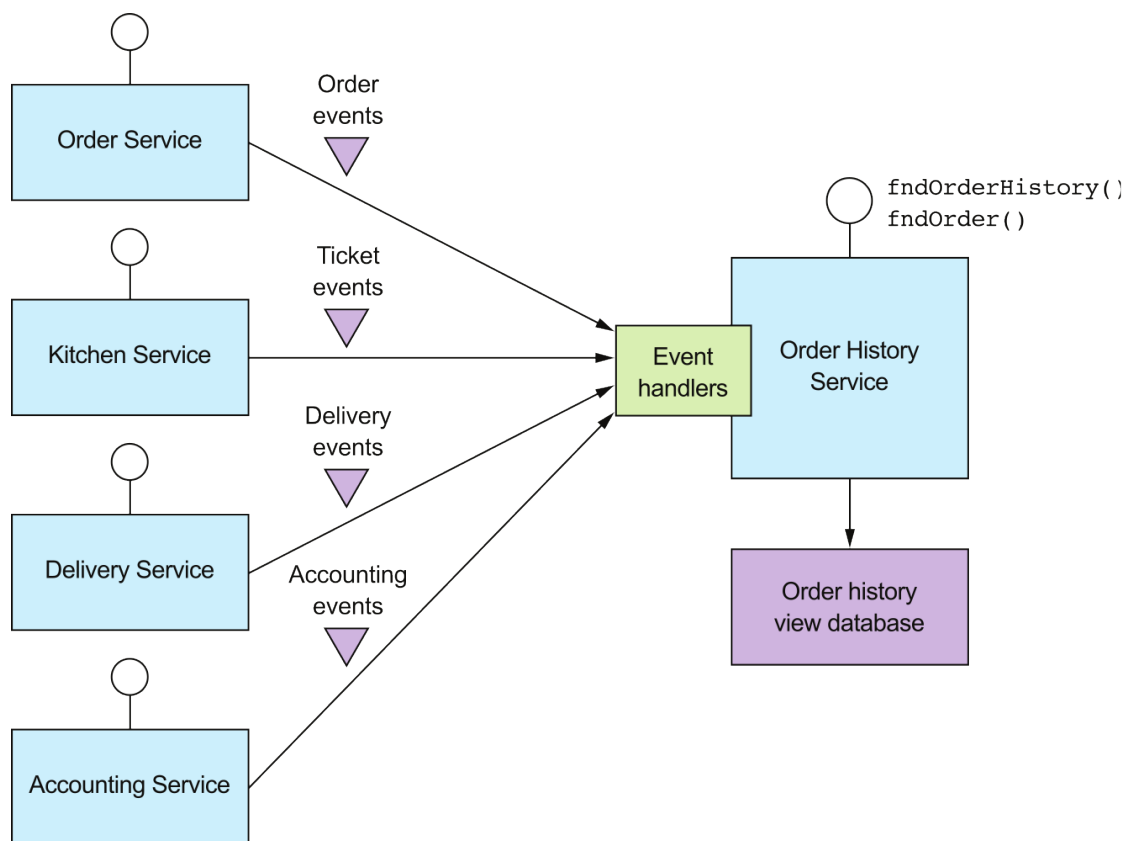 Order
events
Order Service
fndOrderHistory()
fndOrder()
Ticket
events
Kitchen Service
Event
handlers
Order History
Service
Delivery
events
Delivery Service
Accounting
events
Order history
view database
Accounting Service